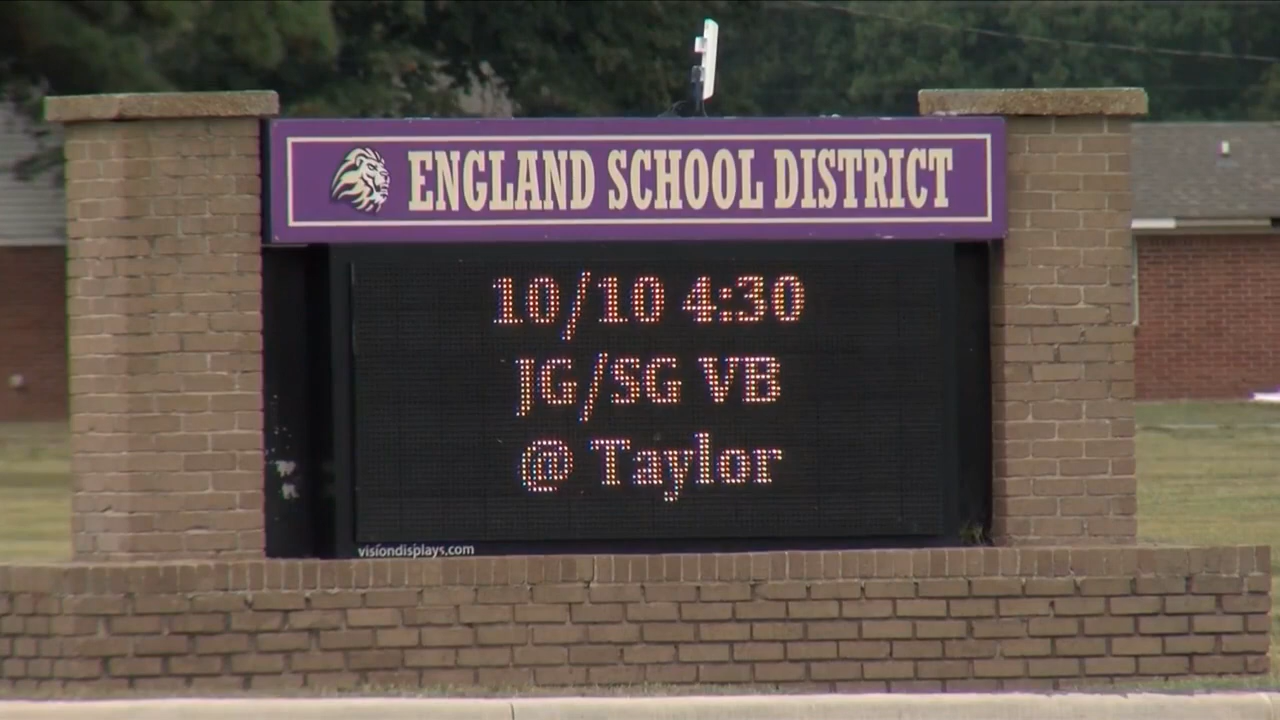 ENGLAND SCHOOL DISTRICT
10/10 4:30
JG/SG VB
@ Taylor
visiondisplays.com